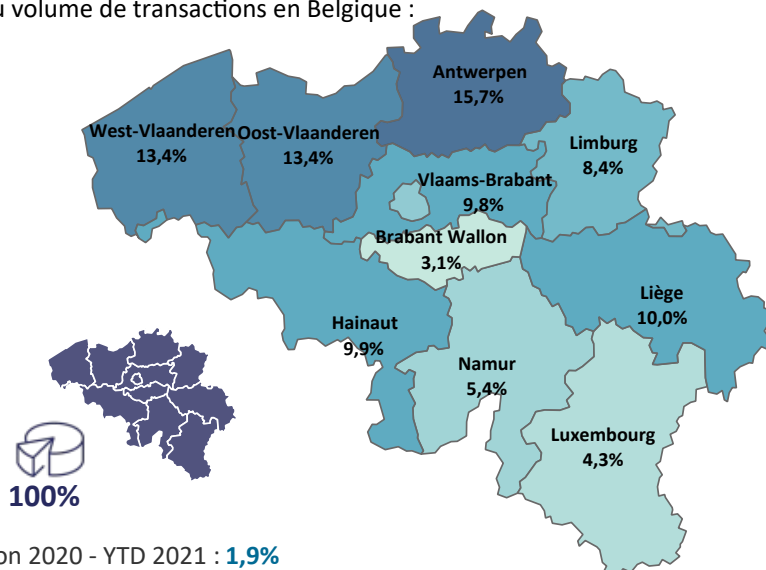 u volume de transactions en Belgique :
Antwerpen
15,7%
West-Vlaanderen
13,4%
Oost-Vlaanderen
13,4%
Limburg
8,4%
Vlaams-Brabant
9,8%
Brabant Wallon
3,1%
Liège
10,0%
Hainaut
9,9%
Namur
5,4%
Luxembourg
4,3%
100%
on 2020 - YTD 2021 : 1,9%